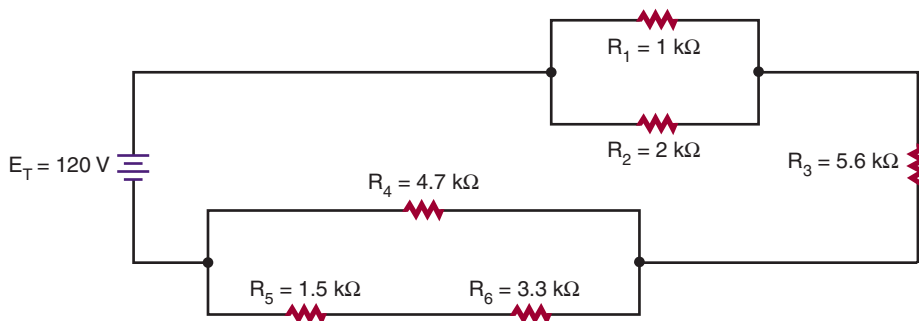 R₁ = 1 kΩ
R₂ = 2 kΩ
E_T = 120 V
R₃ = 5.6 kΩ
R₄ = 4.7 kΩ
R₅ = 1.5 kΩ
R₆ = 3.3 kΩ